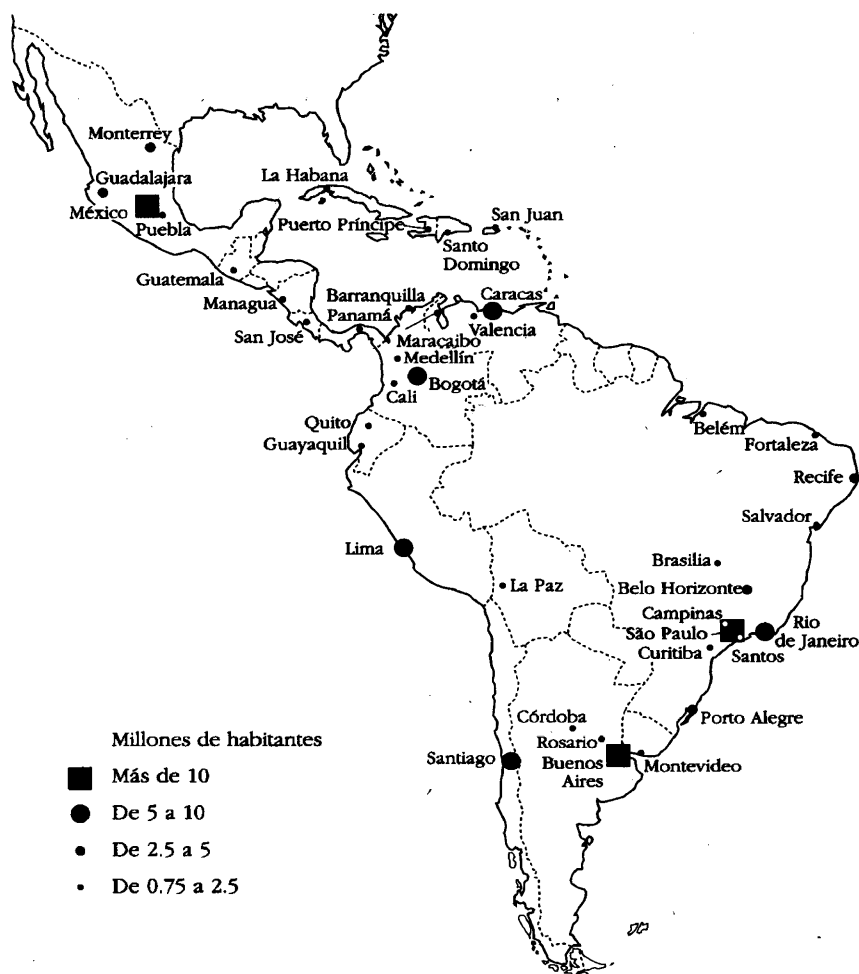 Monterrey
Guadalajara
México
Puebla
La Habana
Puerto Príncipe
San Juan
Santo
Domingo
Guatemala
Managua
San José
Barranquilla
Panamá
Caracas
Valencia
Maracaibo
Medellín
Bogotá
Cali
Quito
Guayaquil
Belém
Fortaleza
Recife
Salvador
Lima
Brasilia
La Paz
Belo Horizonte
Campinas
São Paulo
Rio
de Janeiro
Curitiba
Santos
Porto Alegre
Córdoba
Rosario
Santiago
Buenos
Aires
Montevideo
Millones de habitantes
Más de 10
De 5 a 10
De 2.5 a 5
De 0.75 a 2.5